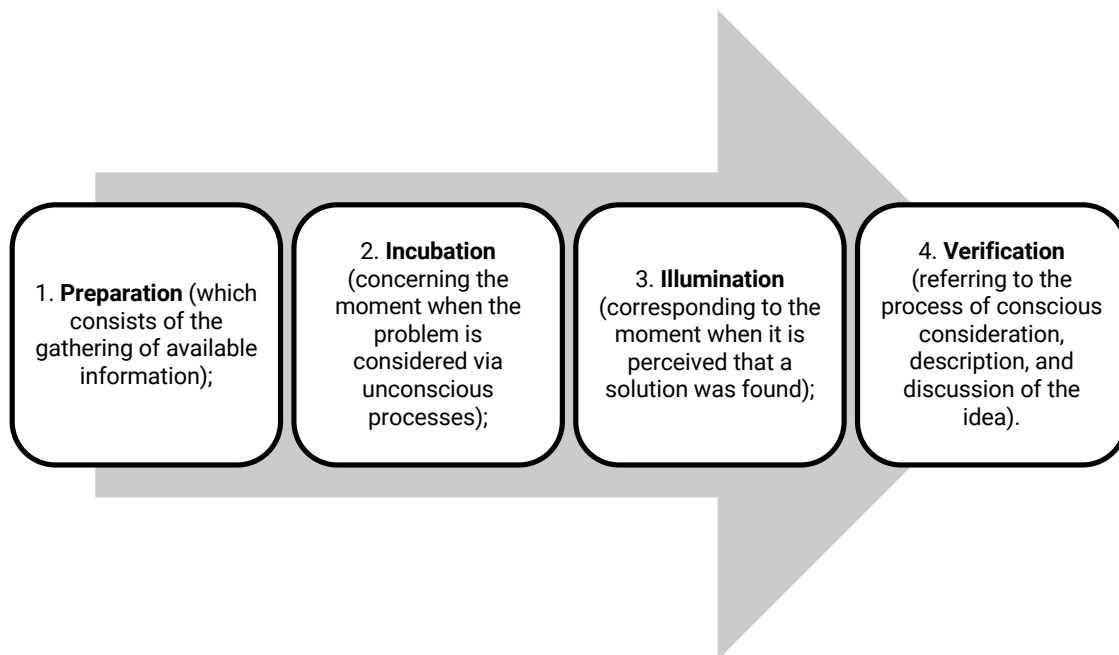 1. Preparation (which
consists of the
gathering of available
information);
2. Incubation
(concerning the
moment when the
problem is
considered via
unconscious
processes);
3. Illumination
(corresponding to the
moment when it is
perceived that a
solution was found);
4. Verification
(referring to the
process of conscious
consideration,
description, and
discussion of the
idea).